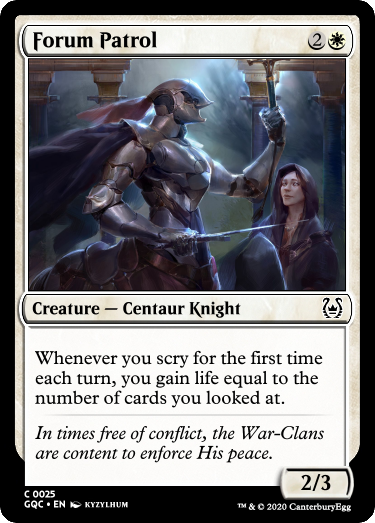 Forum Patrol 2
Creature — Centaur Knight
Whenever you scry for the first time
each turn, you gain life equal to the
number of cards you looked at.
In times free of conflict, the War-Clans
are content to enforce His peace.
2/3
C 0025
GQC • EN KYZYLHUM
™ & © 2020 CanterburyEgg